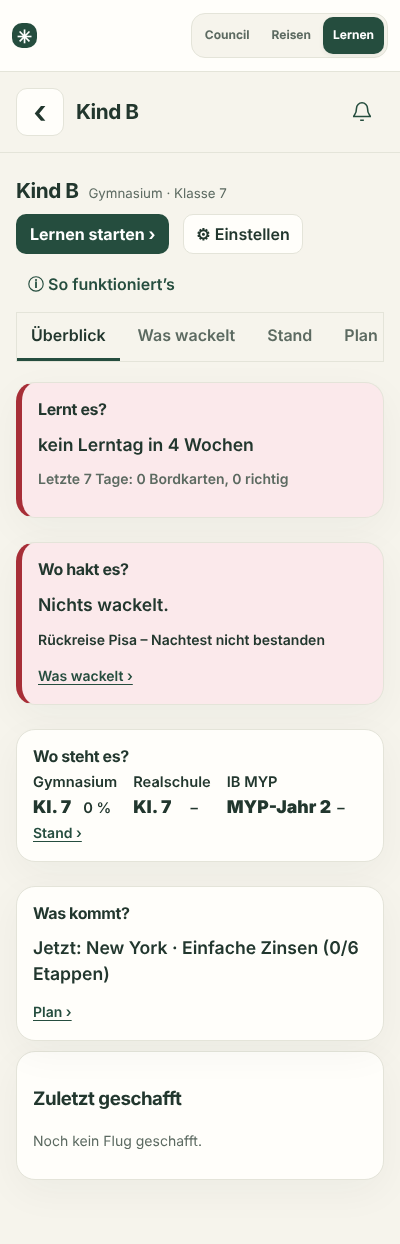 Council Reisen Lernen
‹ Kind B
Kind B Gymnasium · Klasse 7
Lernen starten › ⚙ Einstellen
ⓘ So funktioniert’s
Überblick Was wackelt Stand Plan
Lernt es?
kein Lerntag in 4 Wochen
Letzte 7 Tage: 0 Bordkarten, 0 richtig
Wo hakt es?
Nichts wackelt.
Rückreise Pisa – Nachtest nicht bestanden
Was wackelt ›
Wo steht es?
Gymnasium Realschule IB MYP
Kl. 7 0 % Kl. 7 – MYP-Jahr 2 –
Stand ›
Was kommt?
Jetzt: New York · Einfache Zinsen (0/6
Etappen)
Plan ›
Zuletzt geschafft
Noch kein Flug geschafft.